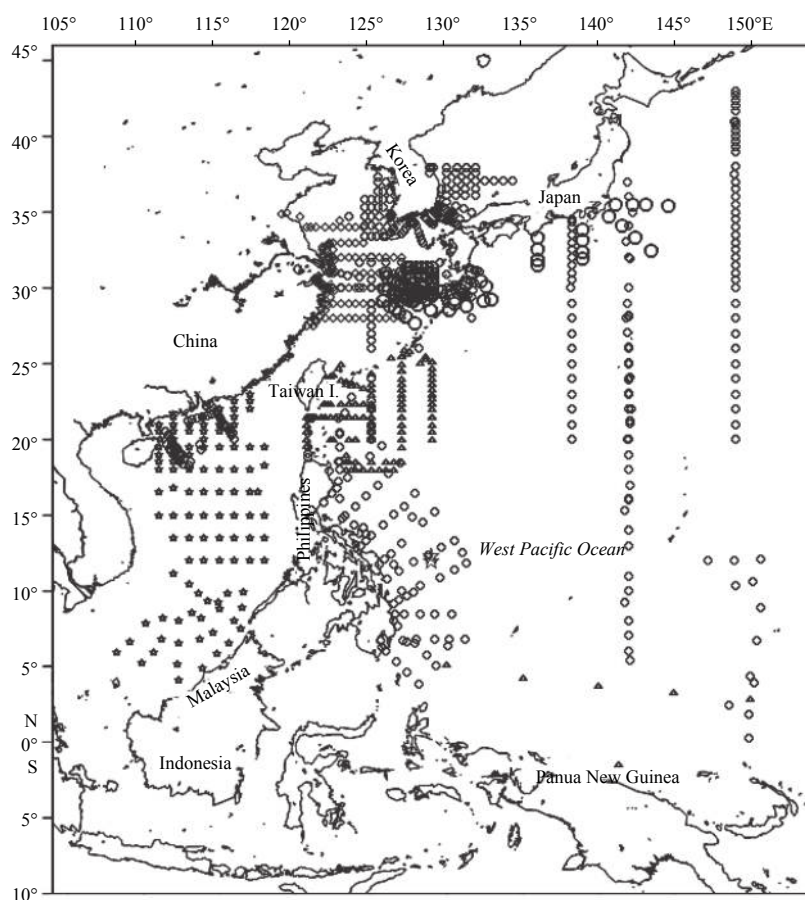 105° 110° 115° 120° 125° 130° 135° 140° 145° 150°E
45°
40°
Korea
Japan
35°
30°
China
25°
Taiwan I.
20°
15°
Philippines
West Pacific Ocean
10°
5°
Malaysia
N
0°
S
Indonesia
Panua New Guinea
5°
10°